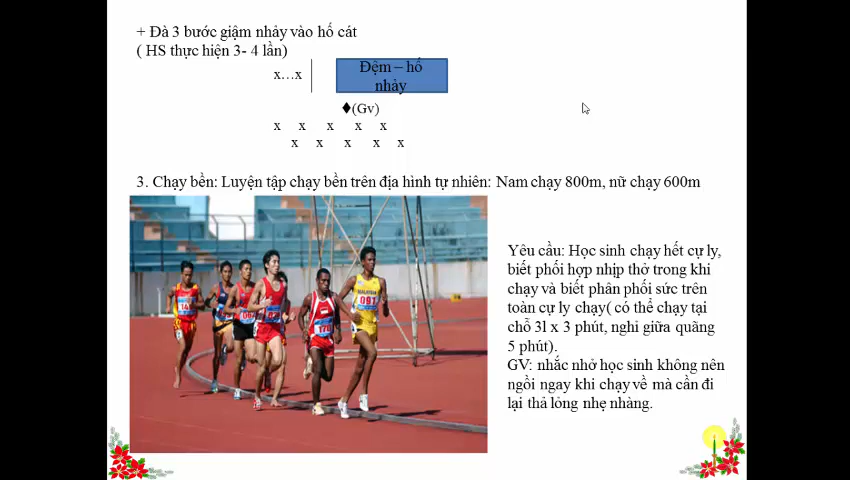 + Đà 3 bước giậm nhảy vào hố cát
( HS thực hiện 3- 4 lần)
x…x
Đệm – hố
nhảy
(Gv)
x x x x x
x x x x x
3. Chạy bền: Luyện tập chạy bền trên địa hình tự nhiên: Nam chạy 800m, nữ chạy 600m
Yêu cầu: Học sinh chạy hết cự ly,
biết phối hợp nhịp thở trong khi
chạy và biết phân phối sức trên
toàn cự ly chạy( có thể chạy tại
chỗ 3l x 3 phút, nghi giữa quãng
5 phút).
GV: nhắc nhở học sinh không nên
ngồi ngay khi chạy về mà cần đi
lại thả lỏng nhẹ nhàng.
MALAYSIA
091
170